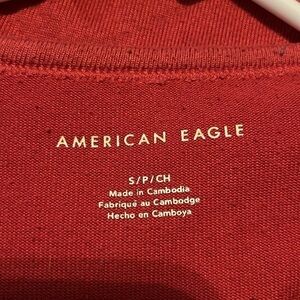 AMERICAN EAGLE
S/P/CH
Made in Cambodia
Fabriqué au Cambodge
Hecho en Camboya